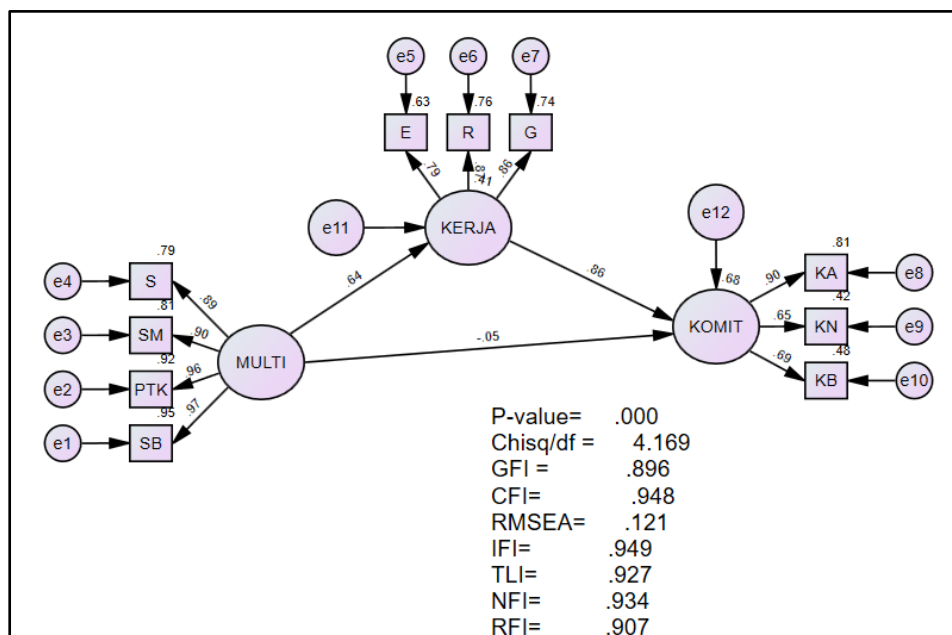 e5 e6 e7
.63 .76 .74
E R G
.79 .87 .86
.41
e11 KERJA
e12
.79 .64 .86 .68 .90 .81
e4 S KA e8
.89 .42
.81 KOMIT .65 KN e9
e3 SM .90 -.05 .48
.92 MULTI .69 KB e10
e2 PTK .96
.95 .97
e1 SB
P-value= .000
Chisq/df = 4.169
GFI = .896
CFI= .948
RMSEA= .121
IFI= .949
TLI= .927
NFI= .934
RFI= .907